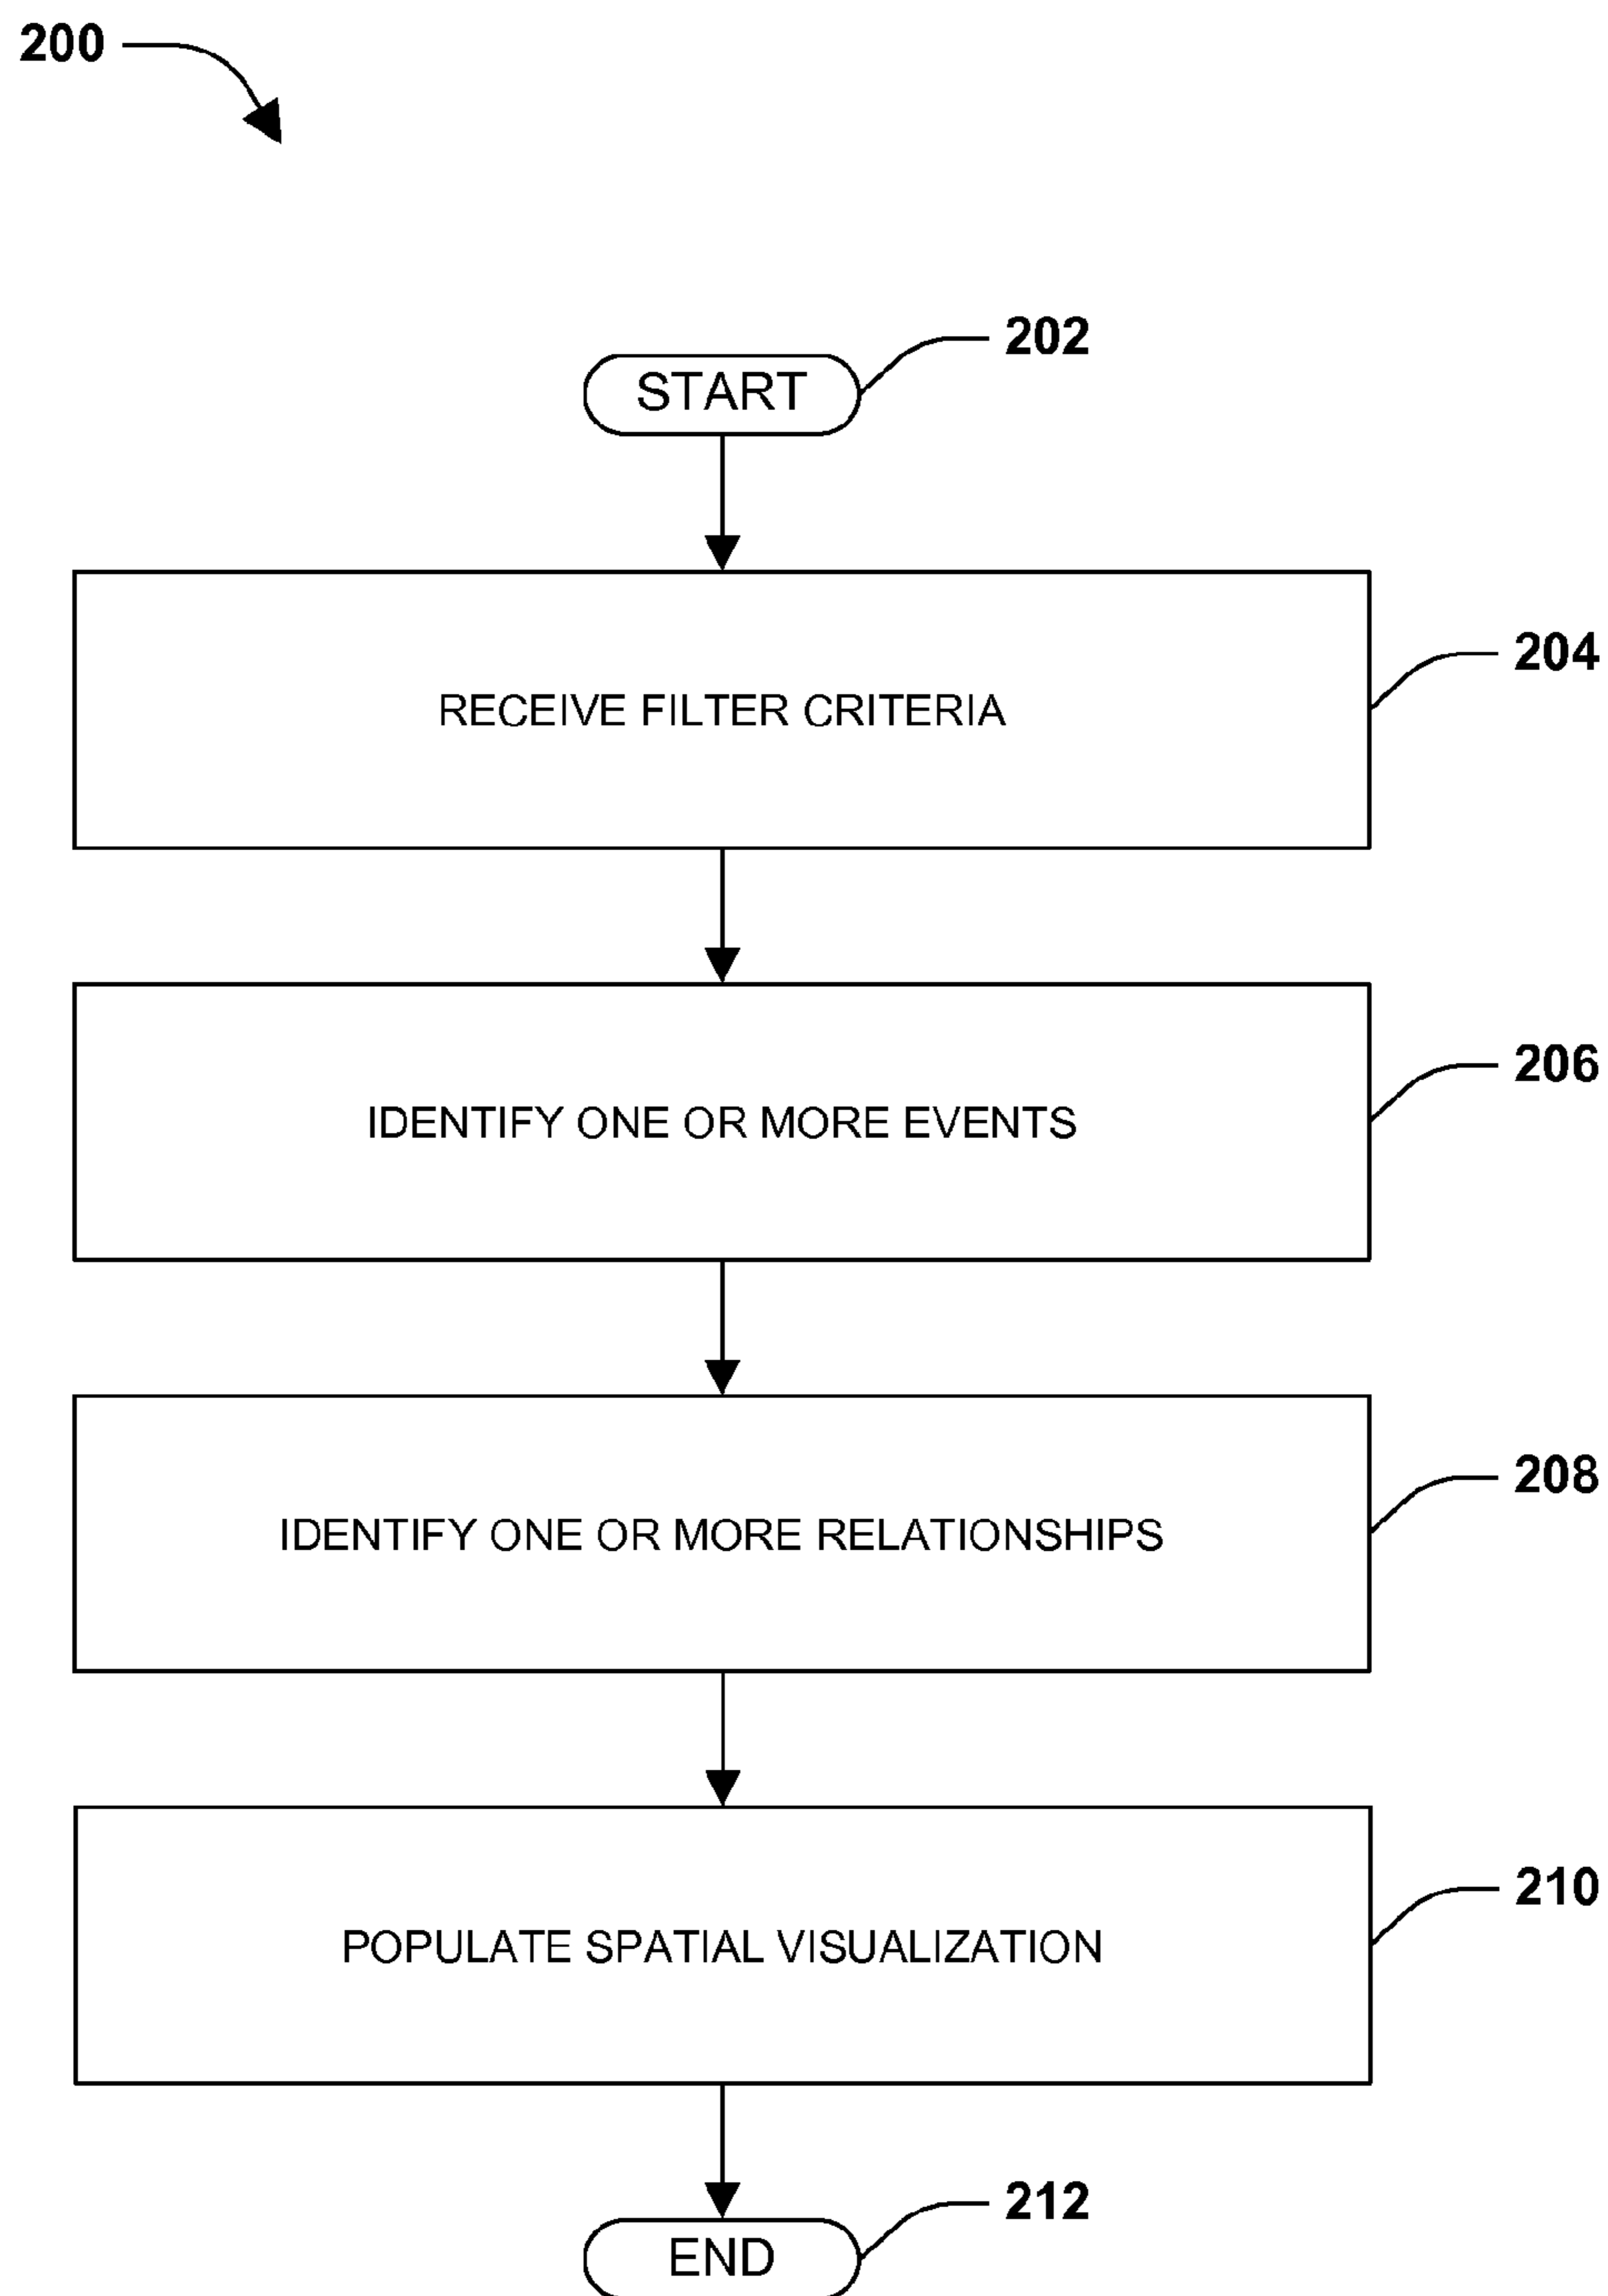 200
202
START
204
RECEIVE FILTER CRITERIA
206
IDENTIFY ONE OR MORE EVENTS
208
IDENTIFY ONE OR MORE RELATIONSHIPS
210
POPULATE SPATIAL VISUALIZATION
212
END